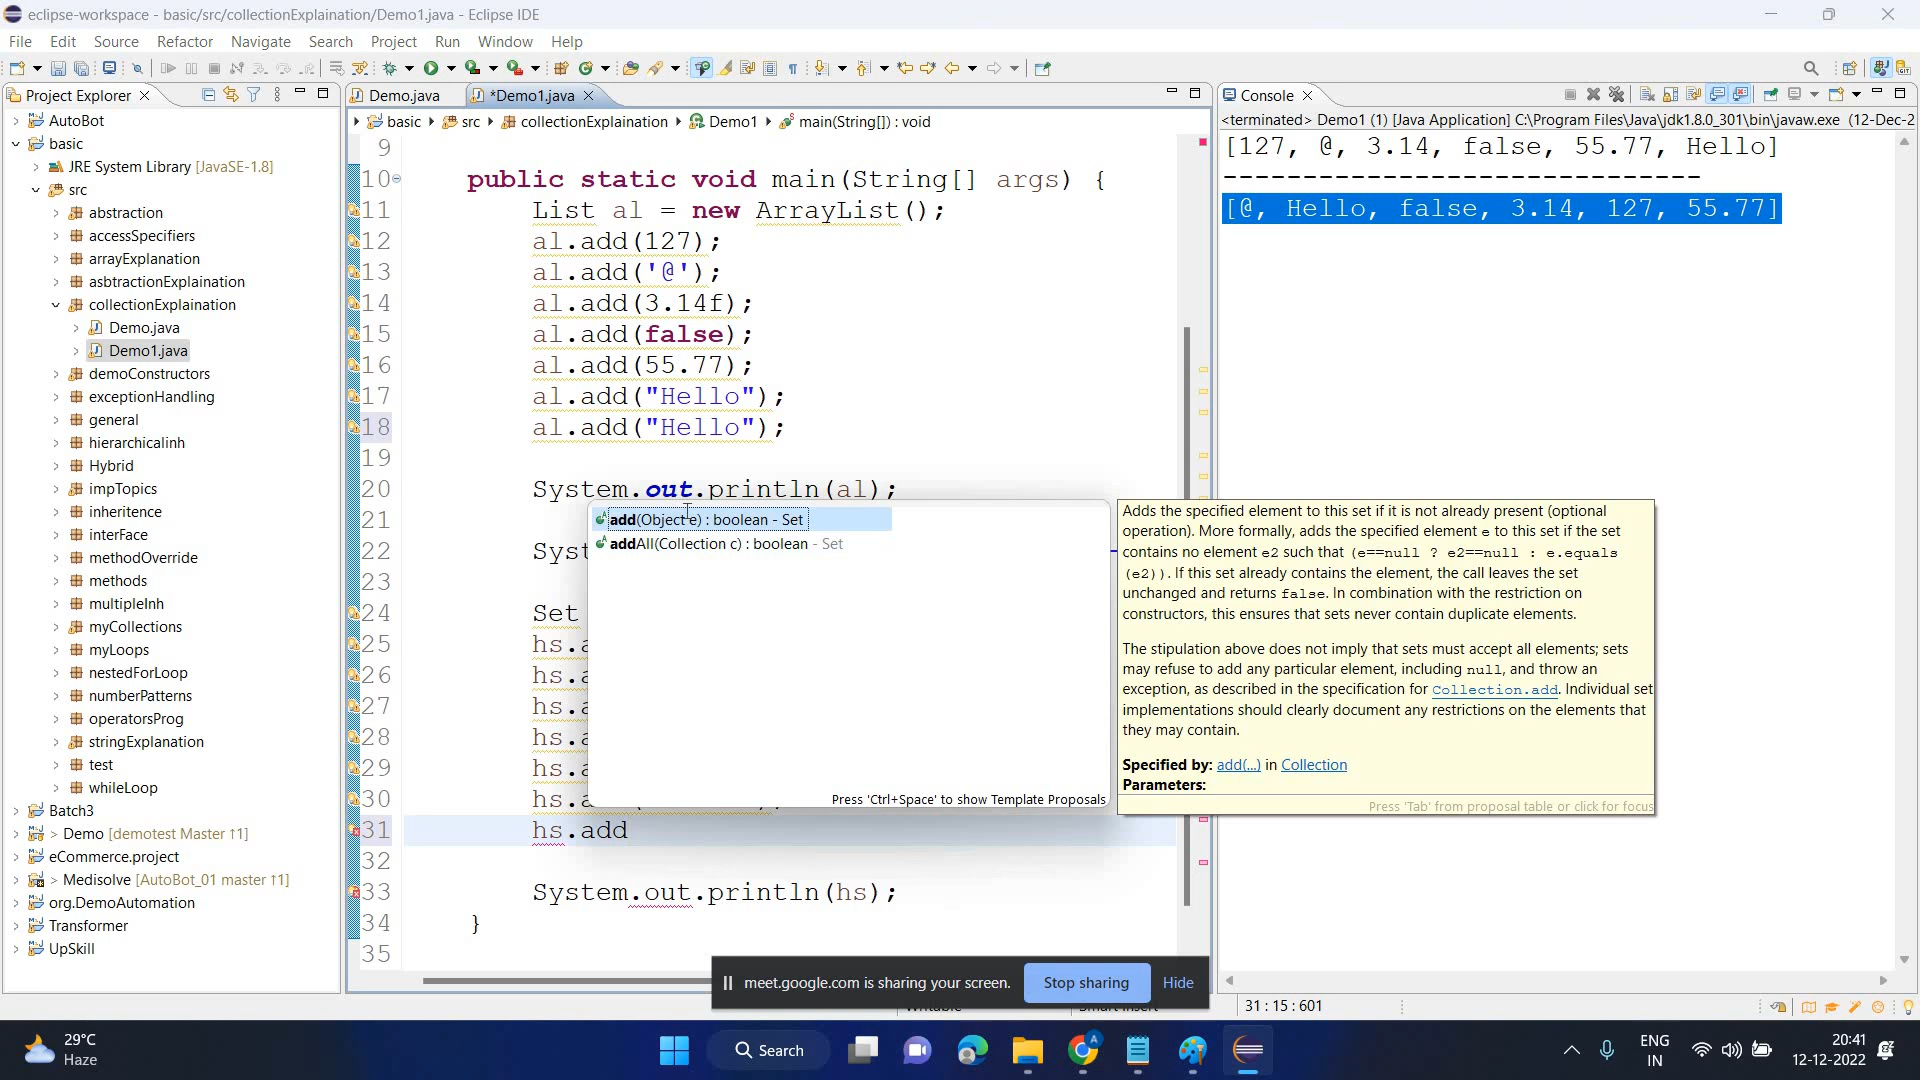 eclipse-workspace - basic/src/collectionExplaination/Demo1.java - Eclipse IDE
File Edit Source Refactor Navigate Search Project Run Window Help
Project Explorer
AutoBot
basic
JRE System Library [JavaSE-1.8]
src
abstraction
accessSpecifiers
arrayExplanation
asbtractionExplaination
collectionExplaination
Demo.java
Demo1.java
demoConstructors
exceptionHandling
general
hierarchicalinh
Hybrid
impTopics
inheritence
interFace
methodOverride
methods
multipleInh
myCollections
myLoops
nestedForLoop
numberPatterns
operatorsProg
stringExplanation
test
whileLoop
Batch3
> Demo [demotest Master ↑1]
eCommerce.project
> Medisolve [AutoBot_01 master ↑1]
org.DemoAutomation
Transformer
UpSkill
Demo.java *Demo1.java
basic src collectionExplaination Demo1 main(String[]) : void
9
10 public static void main(String[] args) {
11 List al = new ArrayList();
12 al.add(127);
13 al.add('@');
14 al.add(3.14f);
15 al.add(false);
16 al.add(55.77);
17 al.add("Hello");
18 al.add("Hello");
19
20 System.out.println(al);
21
22 Syst
23
24 Set
25 hs.a
26 hs.a
27 hs.a
28 hs.a
29 hs.a
30 hs.a
31 hs.add
32
33 System.out.println(hs);
34 }
35
add(Object e) : boolean - Set
addAll(Collection c) : boolean - Set
Press 'Ctrl+Space' to show Template Proposals
Adds the specified element to this set if it is not already present (optional
operation). More formally, adds the specified element e to this set if the set
contains no element e2 such that (e==null ? e2==null : e.equals
(e2)). If this set already contains the element, the call leaves the set
unchanged and returns false. In combination with the restriction on
constructors, this ensures that sets never contain duplicate elements.
The stipulation above does not imply that sets must accept all elements; sets
may refuse to add any particular element, including null, and throw an
exception, as described in the specification for Collection.add. Individual set
implementations should clearly document any restrictions on the elements that
they may contain.
Specified by: add(...) in Collection
Parameters:
Press 'Tab' from proposal table or click for focus
Console
<terminated> Demo1 (1) [Java Application] C:\Program Files\Java\jdk1.8.0_301\bin\javaw.exe (12-Dec-2
[127, @, 3.14, false, 55.77, Hello]
------------------------------
[@, Hello, false, 3.14, 127, 55.77]
meet.google.com is sharing your screen. Stop sharing Hide
31 : 15 : 601
29°C
Haze
Search
ENG
IN
20:41
12-12-2022